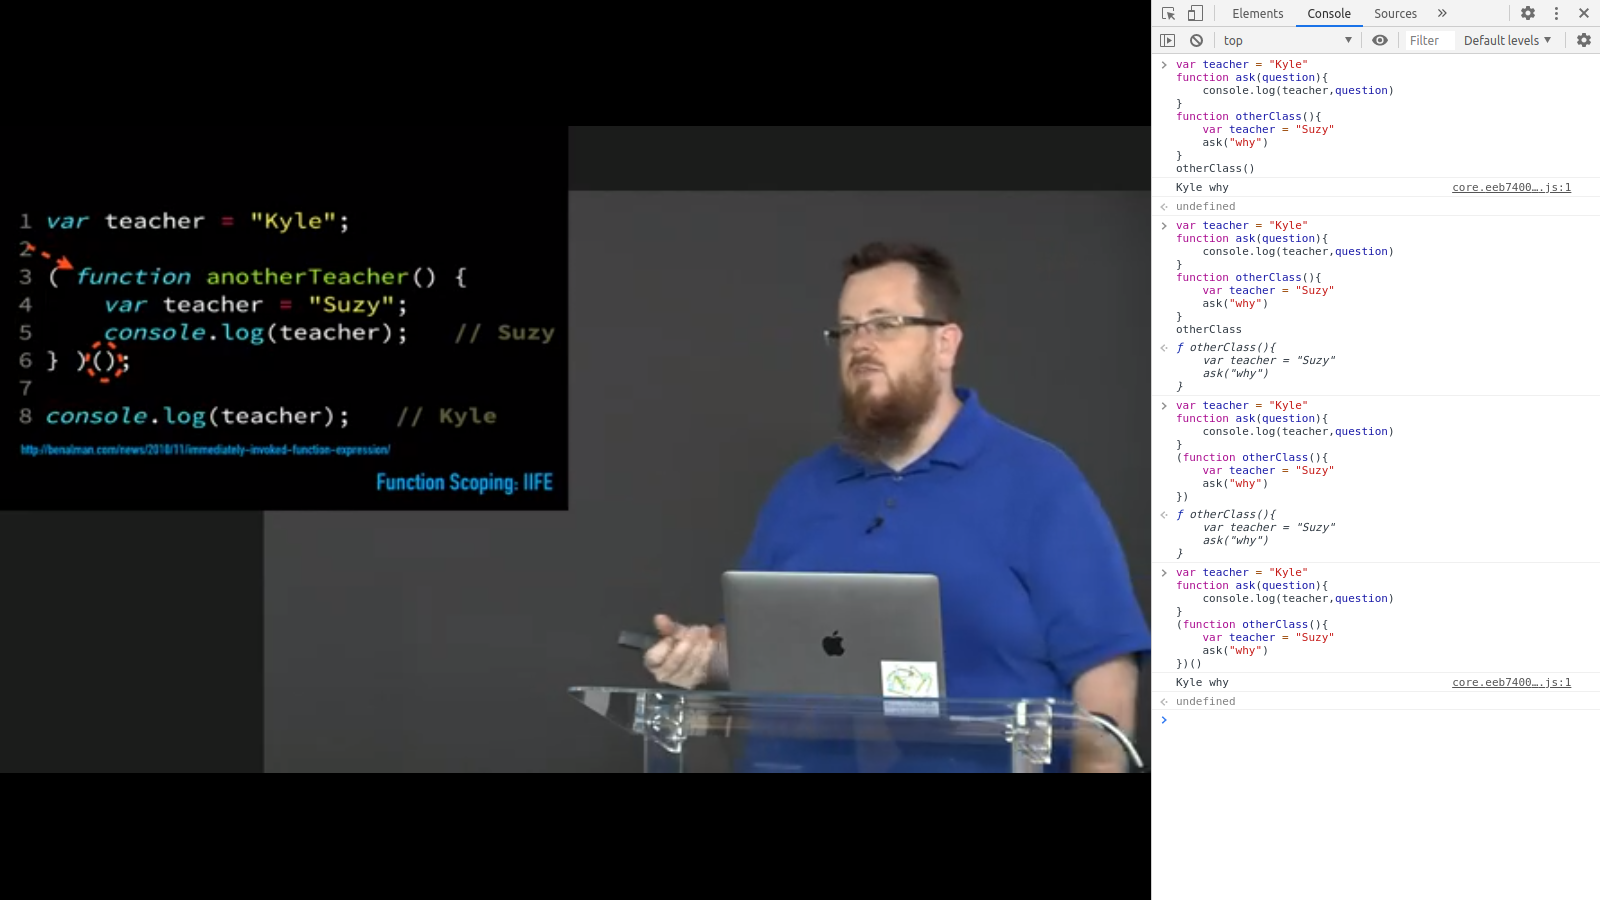 1 var teacher = "Kyle";
2
3 ( function anotherTeacher() {
4 var teacher = "Suzy";
5 console.log(teacher); // Suzy
6 } )();
7
8 console.log(teacher); // Kyle
http://benalman.com/news/2010/11/immediately-invoked-function-expression/
Function Scoping: IIFE
Elements Console Sources »
top Filter Default levels
> var teacher = "Kyle"
function ask(question){
console.log(teacher,question)
}
function otherClass(){
var teacher = "Suzy"
ask("why")
}
otherClass()
Kyle why core.eeb7400….js:1
undefined
> var teacher = "Kyle"
function ask(question){
console.log(teacher,question)
}
function otherClass(){
var teacher = "Suzy"
ask("why")
}
otherClass
ƒ otherClass(){
var teacher = "Suzy"
ask("why")
}
> var teacher = "Kyle"
function ask(question){
console.log(teacher,question)
}
(function otherClass(){
var teacher = "Suzy"
ask("why")
})
ƒ otherClass(){
var teacher = "Suzy"
ask("why")
}
> var teacher = "Kyle"
function ask(question){
console.log(teacher,question)
}
(function otherClass(){
var teacher = "Suzy"
ask("why")
})()
Kyle why core.eeb7400….js:1
undefined
>